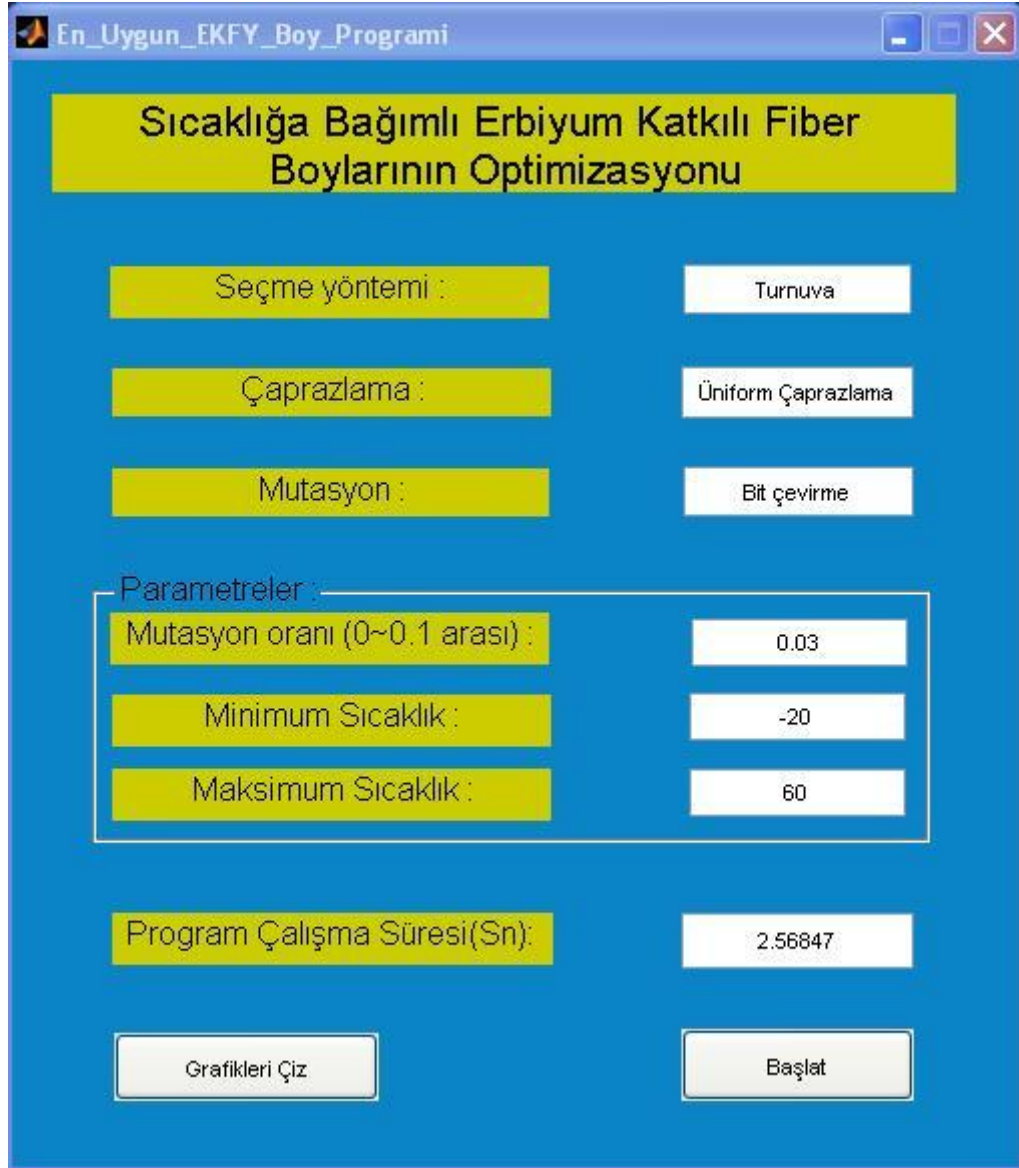 En_Uygun_EKFY_Boy_Programi
Sıcaklığa Bağımlı Erbiyum Katkılı Fiber
Boylarının Optimizasyonu
Seçme yöntemi :
Turnuva
Çaprazlama :
Üniform Çaprazlama
Mutasyon :
Bit çevirme
Parametreler :
Mutasyon oranı (0~0.1 arası) :
0.03
Minimum Sıcaklık :
-20
Maksimum Sıcaklık :
60
Program Çalışma Süresi(Sn):
2.56847
Grafikleri Çiz
Başlat